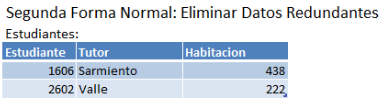 Segunda Forma Normal: Eliminar Datos Redundantes
Estudiantes:
Estudiante Tutor Habitacion
1606 Sarmiento 438
2602 Valle 222